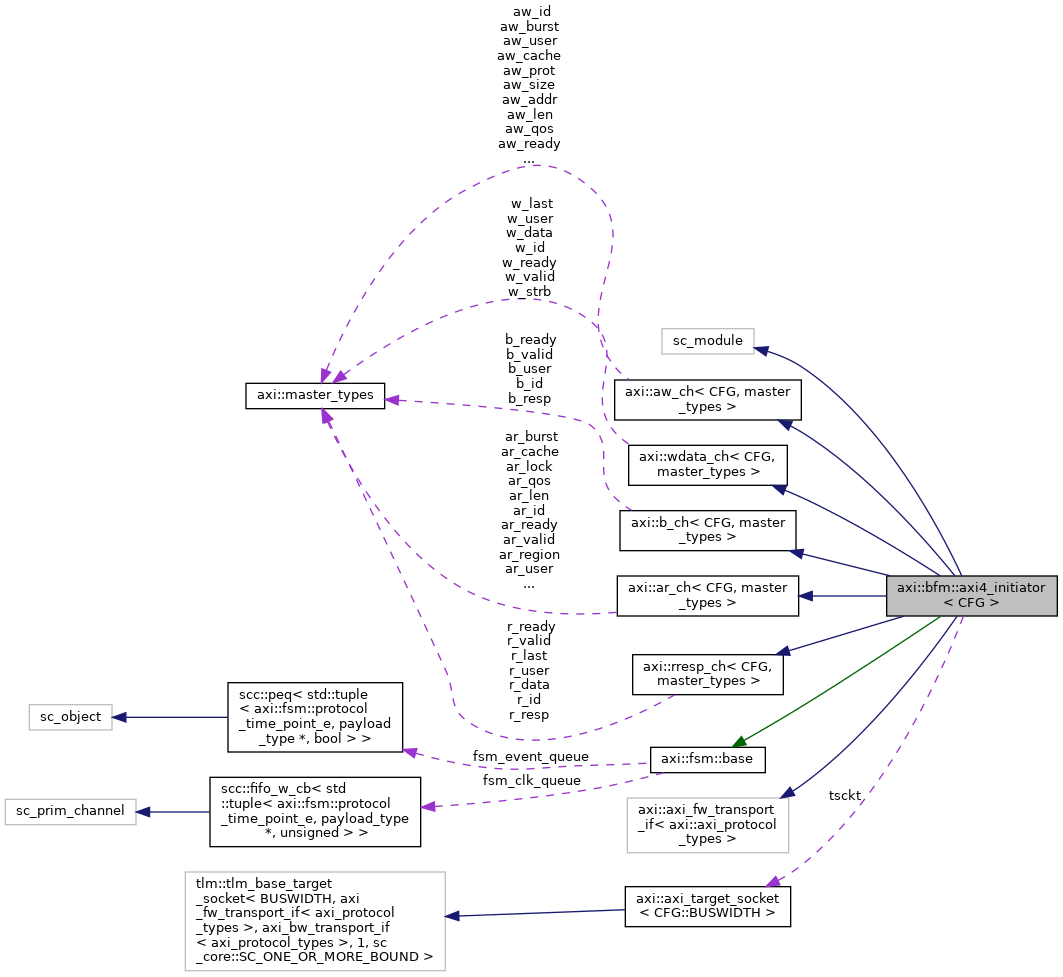 aw_id
aw_burst
aw_user
aw_cache
aw_prot
aw_size
aw_addr
aw_len
aw_qos
aw_ready
...
w_last
w_user
w_data
w_id
w_ready
w_valid
w_strb
sc_module
b_ready
b_valid
b_user
b_id
b_resp
axi::master_types
axi::aw_ch< CFG, master
_types >
axi::wdata_ch< CFG,
master_types >
ar_burst
ar_cache
ar_lock
ar_qos
ar_len
ar_id
ar_ready
ar_valid
ar_region
ar_user
...
axi::b_ch< CFG, master
_types >
axi::ar_ch< CFG, master
_types >
axi::bfm::axi4_initiator
< CFG >
r_ready
r_valid
r_last
r_user
r_data
r_id
r_resp
axi::rresp_ch< CFG,
master_types >
sc_object
scc::peq< std::tuple
< axi::fsm::protocol
_time_point_e, payload
_type *, bool > >
fsm_event_queue
axi::fsm::base
fsm_clk_queue
sc_prim_channel
scc::fifo_w_cb< std
::tuple< axi::fsm::protocol
_time_point_e, payload_type
*, unsigned > >
axi::axi_fw_transport
_if< axi::axi_protocol
_types >
tsckt
tlm::tlm_base_target
_socket< BUSWIDTH, axi
_fw_transport_if< axi_protocol
_types >, axi_bw_transport_if
< axi_protocol_types >, 1, sc
_core::SC_ONE_OR_MORE_BOUND >
axi::axi_target_socket
< CFG::BUSWIDTH >